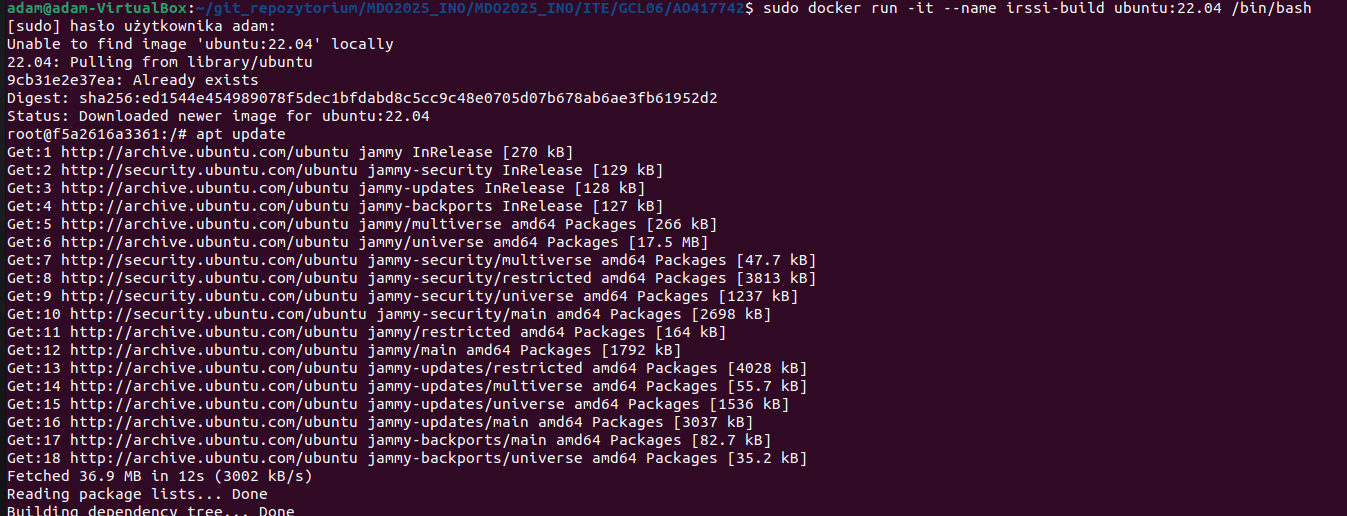 adam@adam-VirtualBox:~/git_repozytorium/MDO2025_INO/MDO2025_INO/ITE/GCL06/AO417742$ sudo docker run -it --name irssi-build ubuntu:22.04 /bin/bash
[sudo] hasło użytkownika adam:
Unable to find image 'ubuntu:22.04' locally
22.04: Pulling from library/ubuntu
9cb31e2e37ea: Already exists
Digest: sha256:ed1544e454989078f5dec1bfdabd8c5cc9c48e0705d07b678ab6ae3fb61952d2
Status: Downloaded newer image for ubuntu:22.04
root@f5a2616a3361:/# apt update
Get:1 http://archive.ubuntu.com/ubuntu jammy InRelease [270 kB]
Get:2 http://security.ubuntu.com/ubuntu jammy-security InRelease [129 kB]
Get:3 http://archive.ubuntu.com/ubuntu jammy-updates InRelease [128 kB]
Get:4 http://archive.ubuntu.com/ubuntu jammy-backports InRelease [127 kB]
Get:5 http://archive.ubuntu.com/ubuntu jammy/multiverse amd64 Packages [266 kB]
Get:6 http://archive.ubuntu.com/ubuntu jammy/universe amd64 Packages [17.5 MB]
Get:7 http://security.ubuntu.com/ubuntu jammy-security/multiverse amd64 Packages [47.7 kB]
Get:8 http://security.ubuntu.com/ubuntu jammy-security/restricted amd64 Packages [3813 kB]
Get:9 http://security.ubuntu.com/ubuntu jammy-security/universe amd64 Packages [1237 kB]
Get:10 http://security.ubuntu.com/ubuntu jammy-security/main amd64 Packages [2698 kB]
Get:11 http://archive.ubuntu.com/ubuntu jammy/restricted amd64 Packages [164 kB]
Get:12 http://archive.ubuntu.com/ubuntu jammy/main amd64 Packages [1792 kB]
Get:13 http://archive.ubuntu.com/ubuntu jammy-updates/restricted amd64 Packages [4028 kB]
Get:14 http://archive.ubuntu.com/ubuntu jammy-updates/multiverse amd64 Packages [55.7 kB]
Get:15 http://archive.ubuntu.com/ubuntu jammy-updates/universe amd64 Packages [1536 kB]
Get:16 http://archive.ubuntu.com/ubuntu jammy-updates/main amd64 Packages [3037 kB]
Get:17 http://archive.ubuntu.com/ubuntu jammy-backports/main amd64 Packages [82.7 kB]
Get:18 http://archive.ubuntu.com/ubuntu jammy-backports/universe amd64 Packages [35.2 kB]
Fetched 36.9 MB in 12s (3002 kB/s)
Reading package lists... Done
Building dependency tree... Done